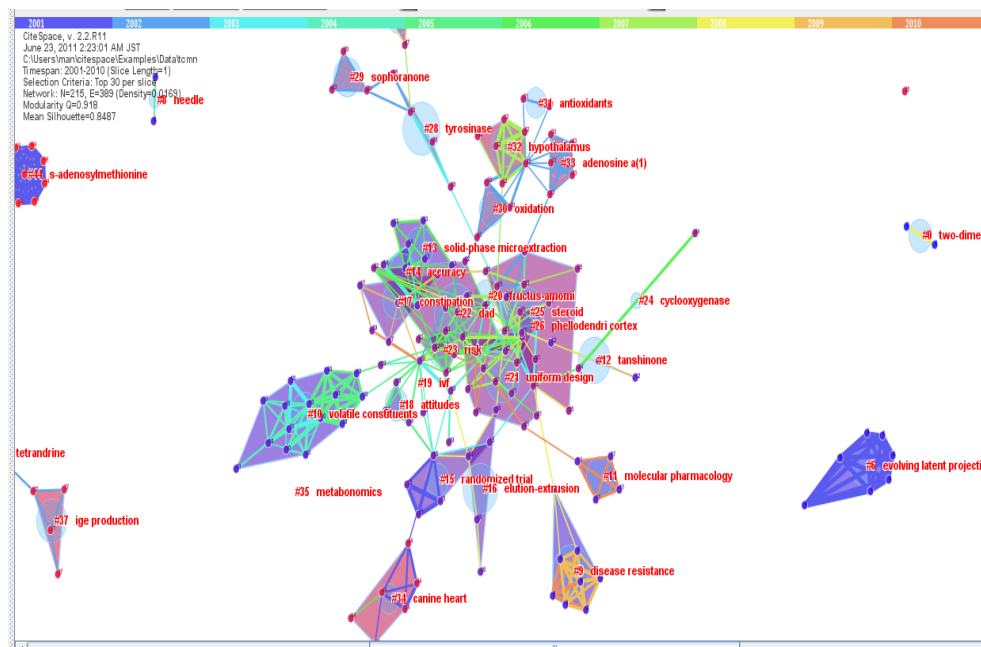 2001 2002 2003 2004 2005 2006 2007 2008 2009 2010
CiteSpace, v. 2.2.R11
June 23, 2011 2:23:01 AM JST
C:\Users\man\citespace\Examples\Data\tcmn
Timespan: 2001-2010 (Slice Length=1)
Selection Criteria: Top 30 per slice
Network: N=215, E=389 (Density=0.0169)
Modularity Q=0.918
Mean Silhouette=0.8487
#29 sophoranone
#8 needle
#31 antioxidants
#28 tyrosinase
#32 hypothalamus
#33 adenosine a(1)
#44 s-adenosylmethionine
#30 oxidation
#0 two-dime
#13 solid-phase microextraction
#14 accuracy
#20 fructus-amomi
#17 constipation
#24 cyclooxygenase
#22 dad
#25 steroid
#26 phellodendri cortex
#23 risk
#12 tanshinone
#19 ivf
#21 uniform design
#18 attitudes
#10 volatile constituents
tetrandrine
#6 evolving latent projecti
#11 molecular pharmacology
#15 randomized trial
#35 metabonomics
#16 elution-extrusion
#37 ige production
#9 disease resistance
#34 canine heart